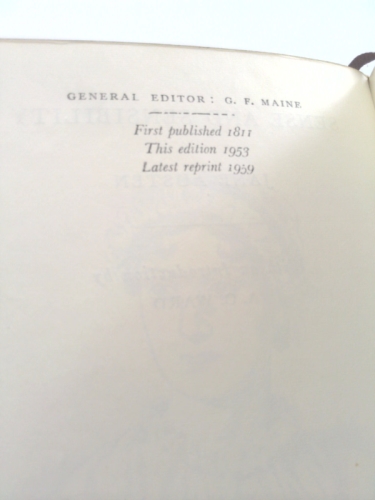 GENERAL EDITOR: G. F. MAINE
First published 1811
This edition 1953
Latest reprint 1959